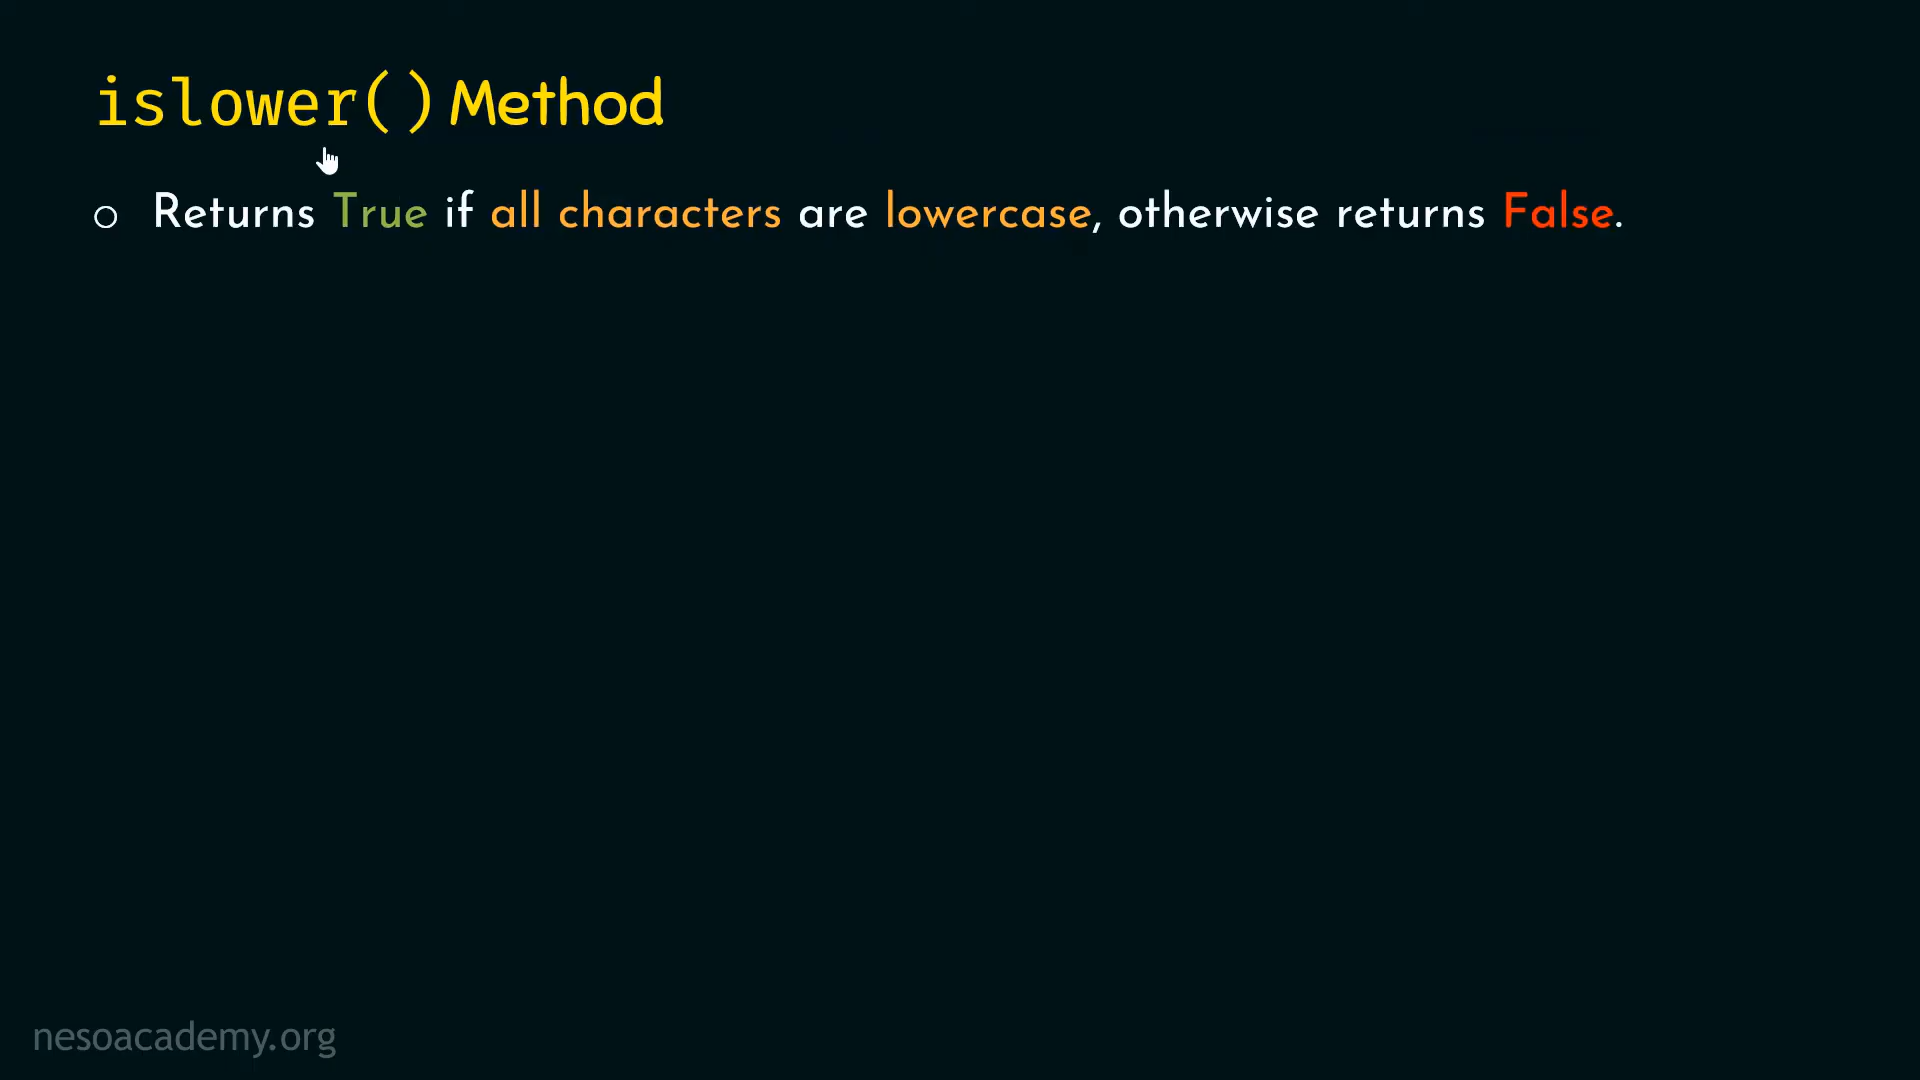 islower() Method
○ Returns True if all characters are lowercase, otherwise returns False.
nesoacademy.org